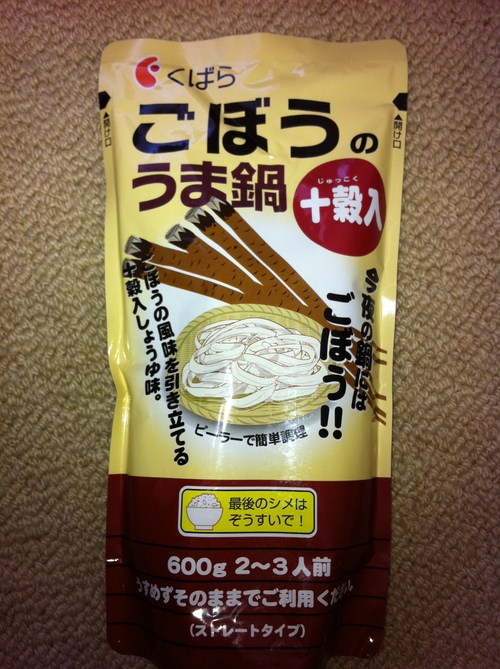 くばら
▲開け口
▲開け口
ごぼうの
うま鍋
じゅっこく
十穀入
今夜の鍋には
ごぼう!!
ごぼうの風味を引き立てる
十穀入しょうゆ味。
ピーラーで簡単調理
最後のシメは
ぞうすいで!
600g 2〜3人前
うすめずそのままでご利用ください。
(ストレートタイプ)